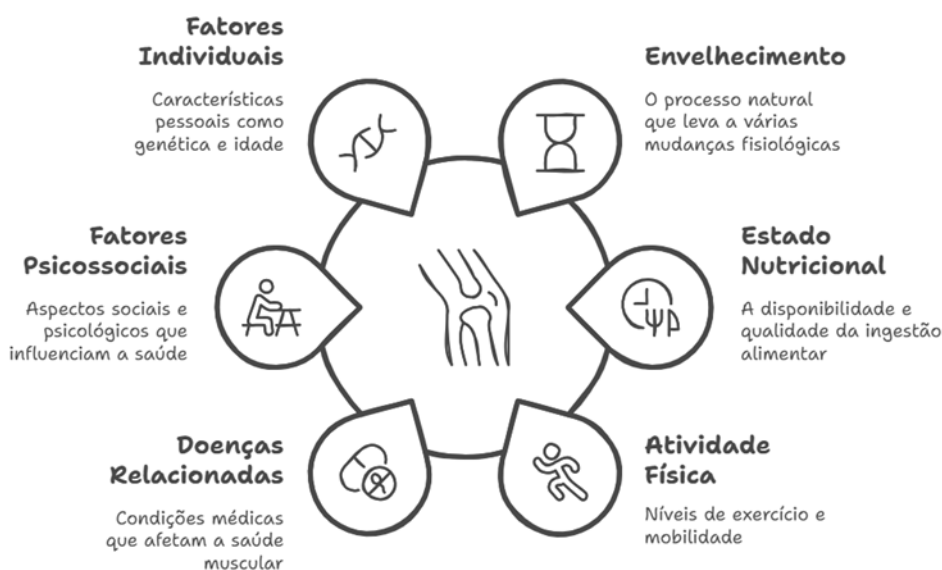 Fatores
Individuais
Características
pessoais como
genética e idade
Envelhecimento
O processo natural
que leva a várias
mudanças fisiológicas
Fatores
Psicossociais
Aspectos sociais e
psicológicos que
influenciam a saúde
Estado
Nutricional
A disponibilidade e
qualidade da ingestão
alimentar
Doenças
Relacionadas
Condições médicas
que afetam a saúde
muscular
Atividade
Física
Níveis de exercício e
mobilidade